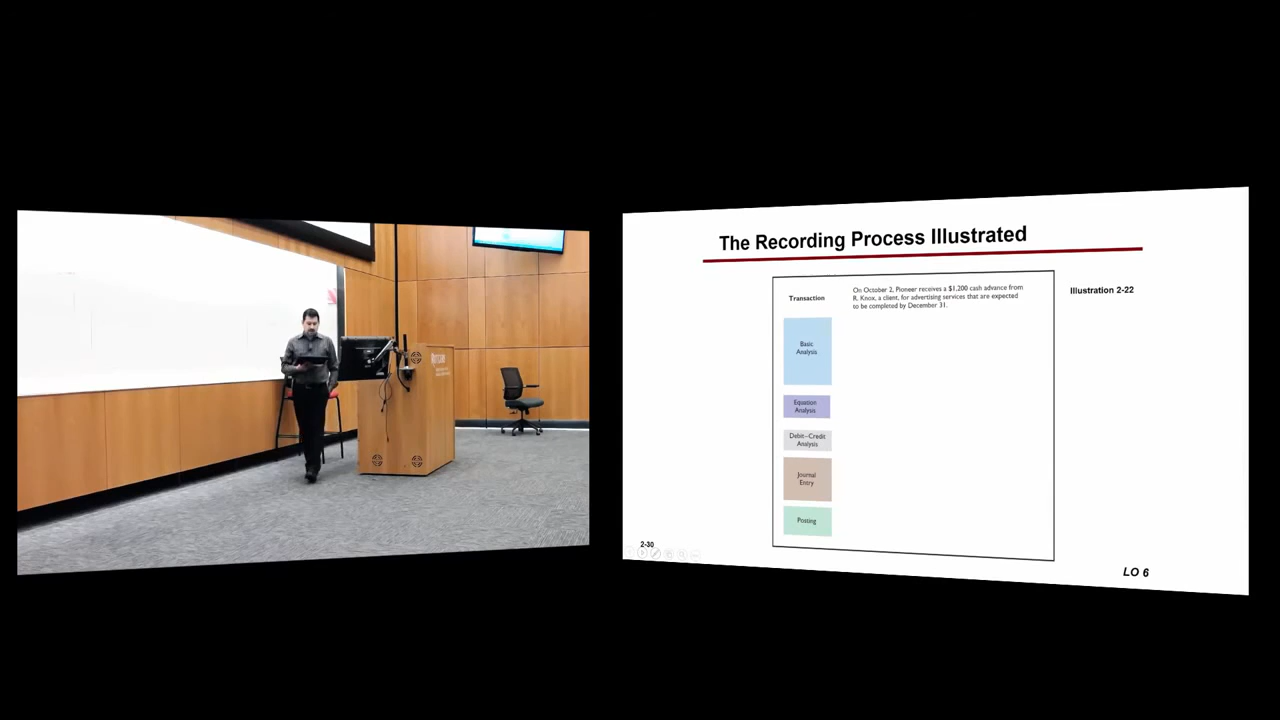 The Recording Process Illustrated
Transaction
On October 2, Pioneer receives a $1,200 cash advance from
R. Knox, a client, for advertising services that are expected
to be completed by December 31.
Illustration 2-22
Basic
Analysis
Equation
Analysis
Debit–Credit
Analysis
Journal
Entry
Posting
2-30
LO 6